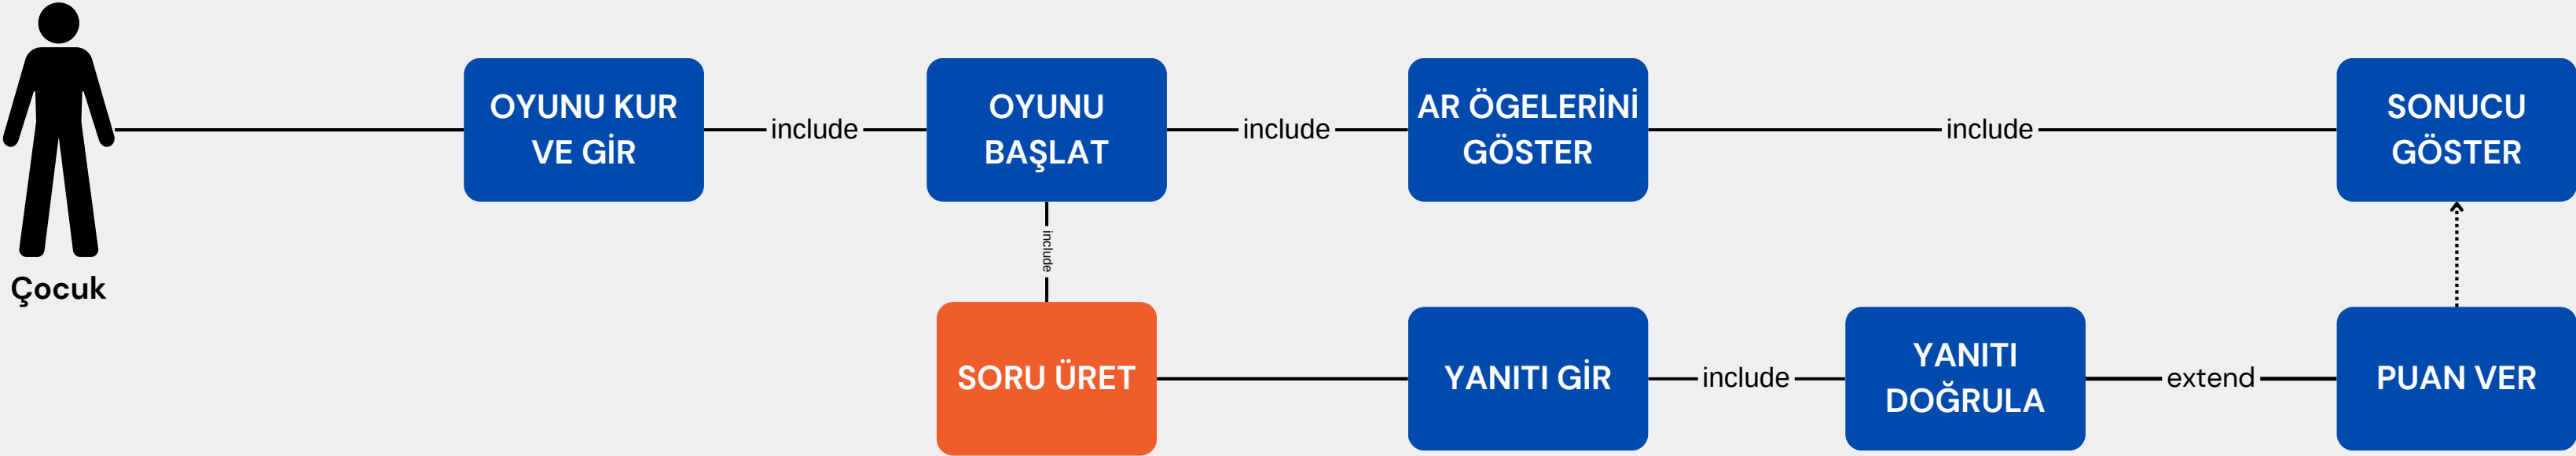 OYUNU KUR
VE GİR
include
OYUNU
BAŞLAT
include
AR ÖGELERİNİ
GÖSTER
include
SONUCU
GÖSTER
include
Çocuk
SORU ÜRET
YANITI GİR
include
YANITI
DOĞRULA
extend
PUAN VER